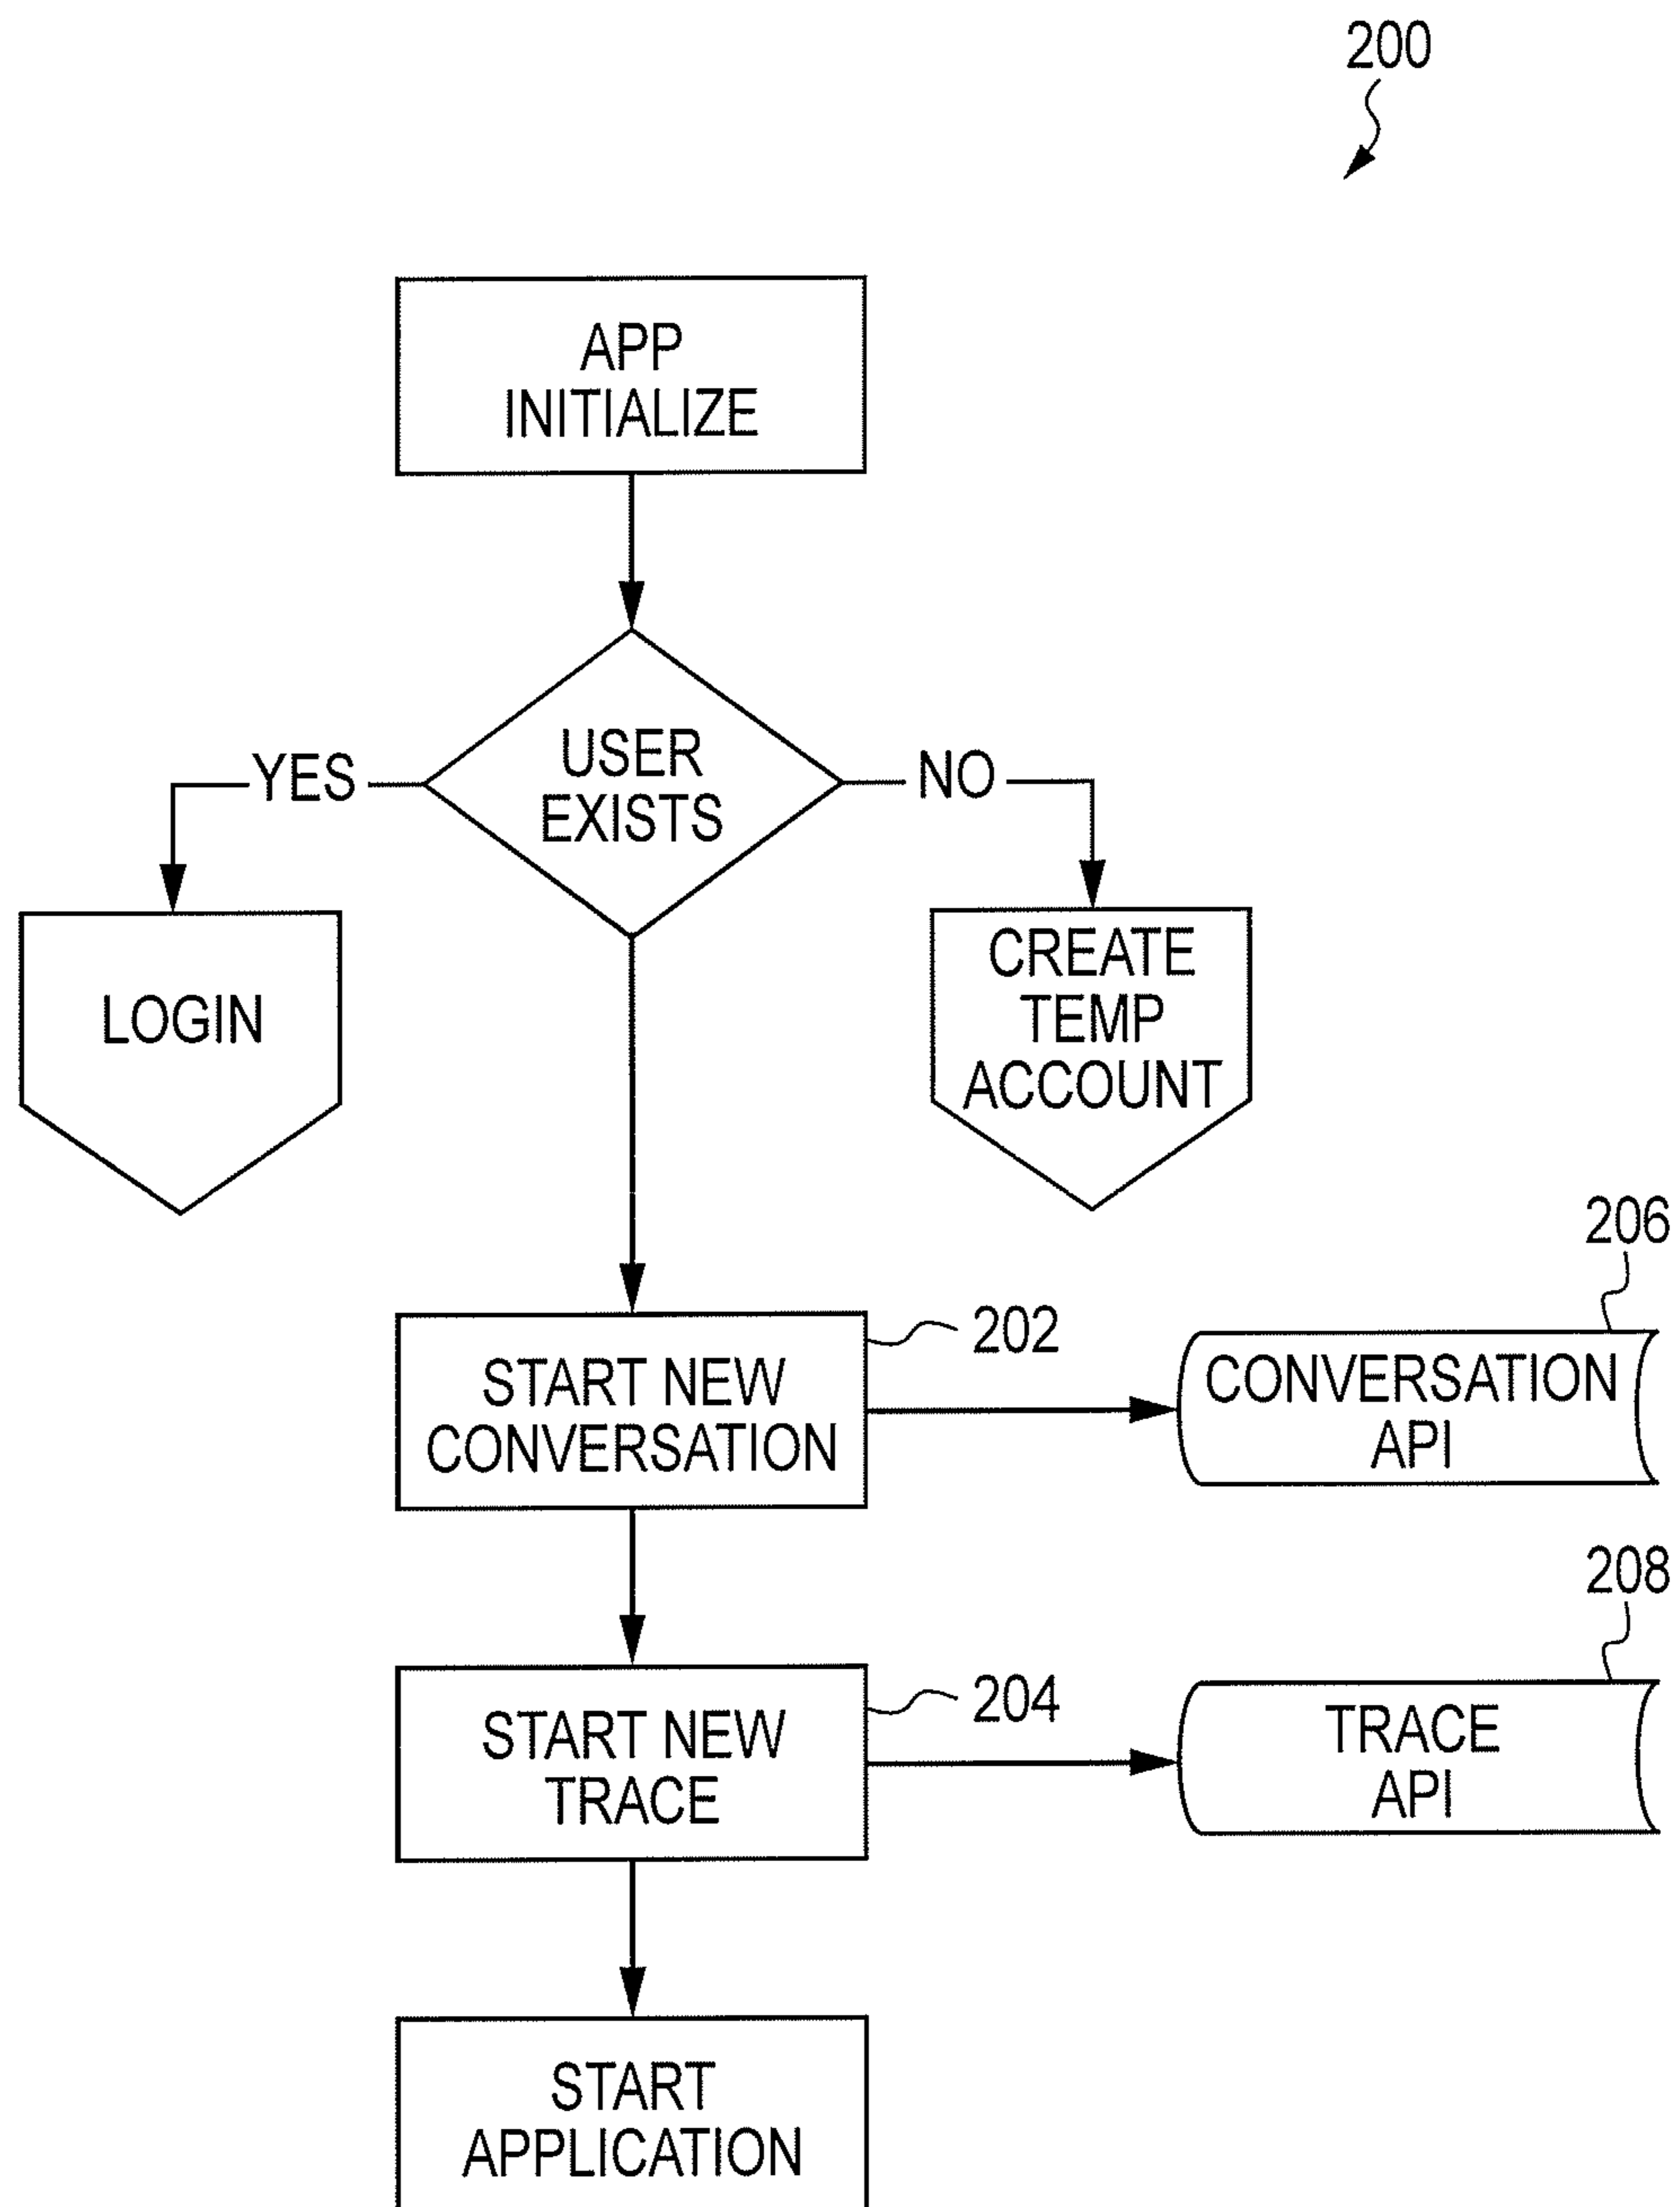 200
APP
INITIALIZE
YES
USER
EXISTS
NO
LOGIN
CREATE
TEMP
ACCOUNT
206
202
START NEW
CONVERSATION
CONVERSATION
API
208
204
START NEW
TRACE
TRACE
API
START
APPLICATION